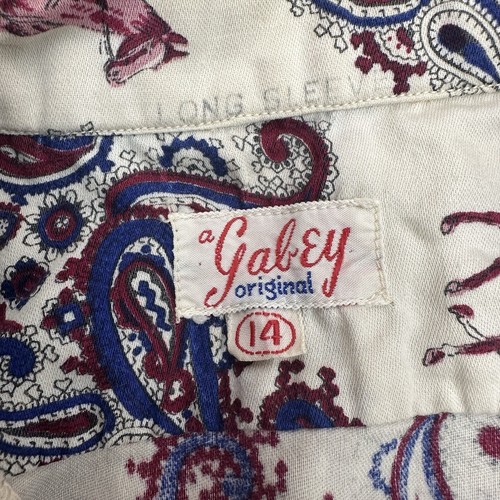 LONG SLEEVE
a GabEy
original
14